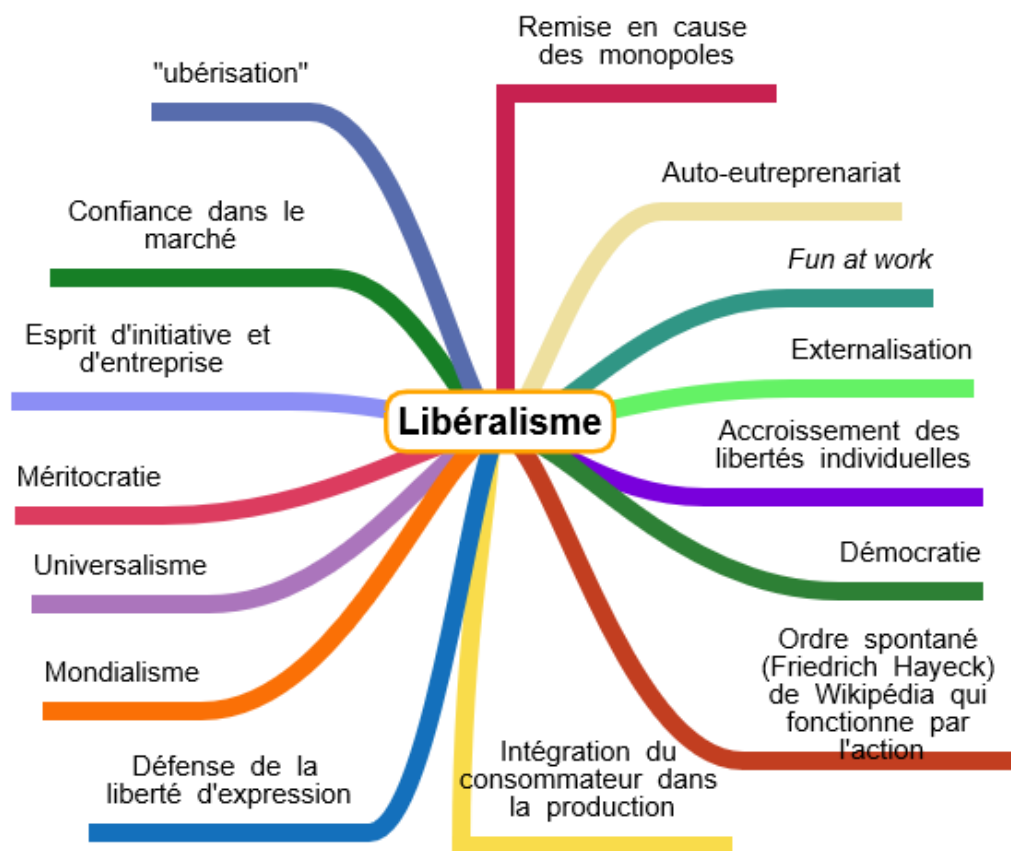 Remise en cause
des monopoles
"ubérisation"
Auto-eutreprenariat
Confiance dans le
marché
Fun at work
Esprit d'initiative et
d'entreprise
Externalisation
Libéralisme
Accroissement des
libertés individuelles
Méritocratie
Démocratie
Universalisme
Ordre spontané
(Friedrich Hayeck)
de Wikipédia qui
fonctionne par
l'action
Mondialisme
Intégration du
consommateur dans
la production
Défense de la
liberté d'expression